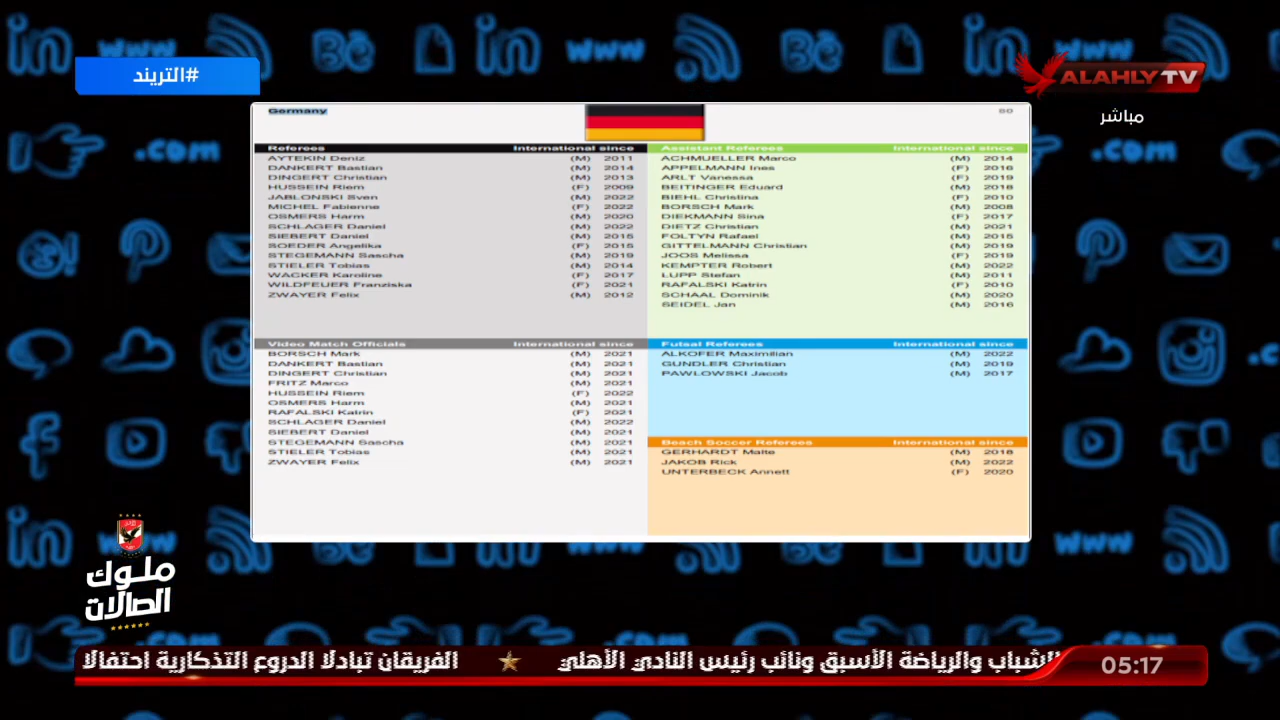 #التريند
ALAHLY TV
مباشر
Germany
Referees International since
AYTEKIN Deniz (M) 2011
DANKERT Bastian (M) 2014
DINGERT Christian (M) 2013
HUSSEIN Riem (F) 2009
JABLONSKI Sven (M) 2022
MICHEL Fabienne (F) 2022
OSMERS Harm (M) 2020
SCHLAGER Daniel (M) 2022
SIEBERT Daniel (M) 2015
SOEDER Angelika (F) 2015
STEGEMANN Sascha (M) 2019
STIELER Tobias (M) 2014
WACKER Karoline (F) 2017
WILDFEUER Franziska (F) 2021
ZWAYER Felix (M) 2012
Assistant Referees International since
ACHMUELLER Marco (M) 2014
APPELMANN Ines (F) 2016
ARLT Vanessa (F) 2019
BEITINGER Eduard (M) 2018
BIEHL Christina (F) 2010
BORSCH Mark (M) 2008
DIEKMANN Sina (F) 2017
DIETZ Christian (M) 2021
FOLTYN Rafael (M) 2015
GITTELMANN Christian (M) 2019
JOOS Melissa (F) 2019
KEMPTER Robert (M) 2022
LUPP Stefan (M) 2011
RAFALSKI Katrin (F) 2010
SCHAAL Dominik (M) 2020
SEIDEL Jan (M) 2016
Video Match Officials International since
BORSCH Mark (M) 2021
DANKERT Bastian (M) 2021
DINGERT Christian (M) 2021
FRITZ Marco (M) 2021
HUSSEIN Riem (F) 2022
OSMERS Harm (M) 2021
RAFALSKI Katrin (F) 2021
SCHLAGER Daniel (M) 2022
SIEBERT Daniel (M) 2021
STEGEMANN Sascha (M) 2021
STIELER Tobias (M) 2021
ZWAYER Felix (M) 2021
Futsal Referees International since
ALKOFER Maximilian (M) 2022
GUNDLER Christian (M) 2019
PAWLOWSKI Jacob (M) 2017
Beach Soccer Referees International since
GERHARDT Malte (M) 2018
JAKOB Rick (M) 2022
UNTERBECK Annett (F) 2020
ملوك
الصالات
الشباب والرياضة الأسبق ونائب رئيس النادي الأهلي ★ الفريقان تبادلا الدروع التذكارية احتفالا
05:17